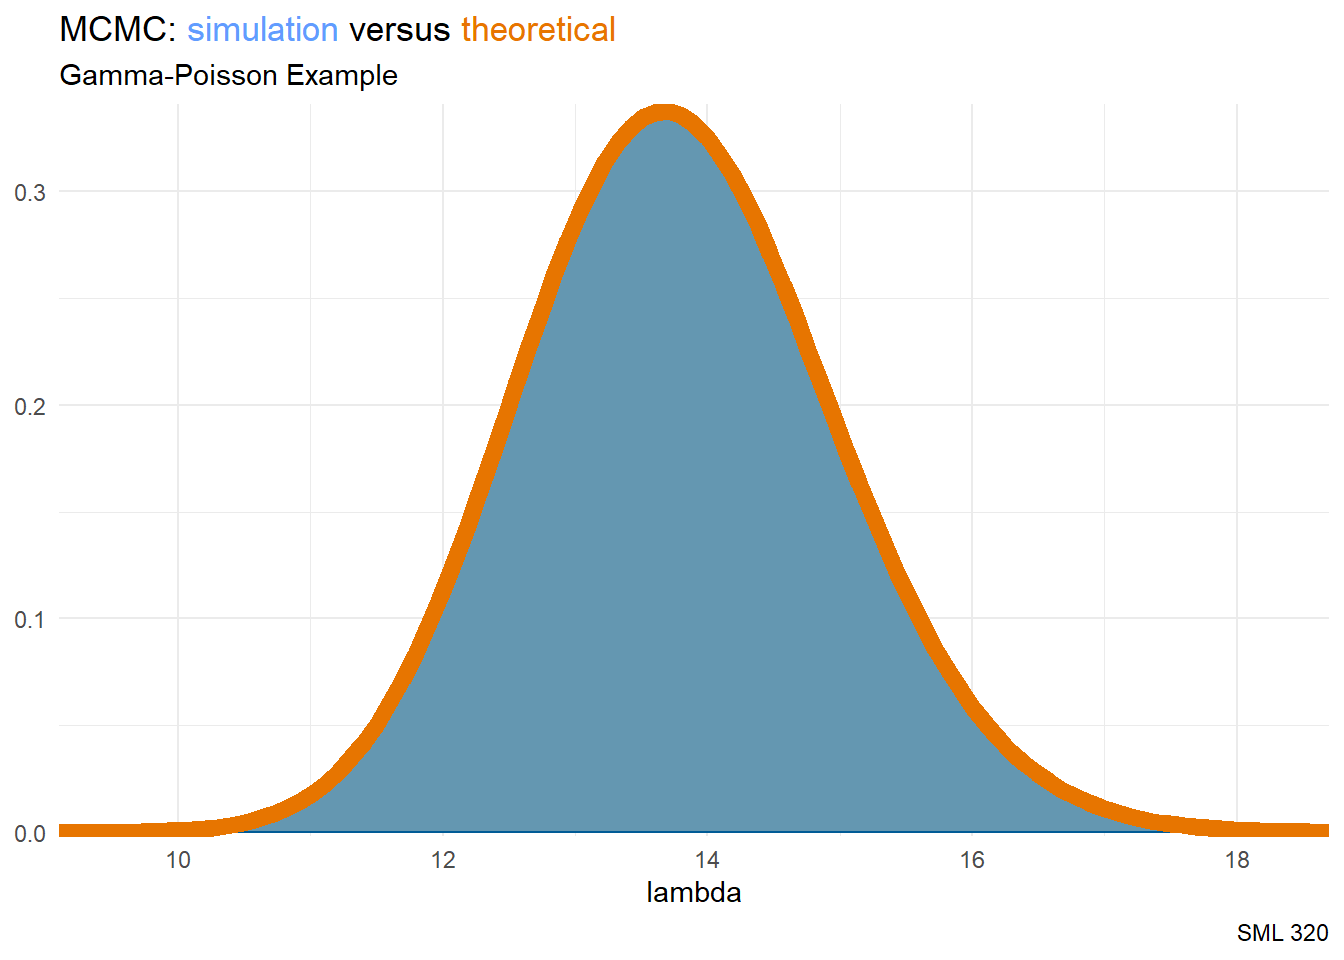 MCMC: simulation versus theoretical
Gamma-Poisson Example
0.3
0.2
0.1
0.0
10 12 14 16 18
lambda
SML 320